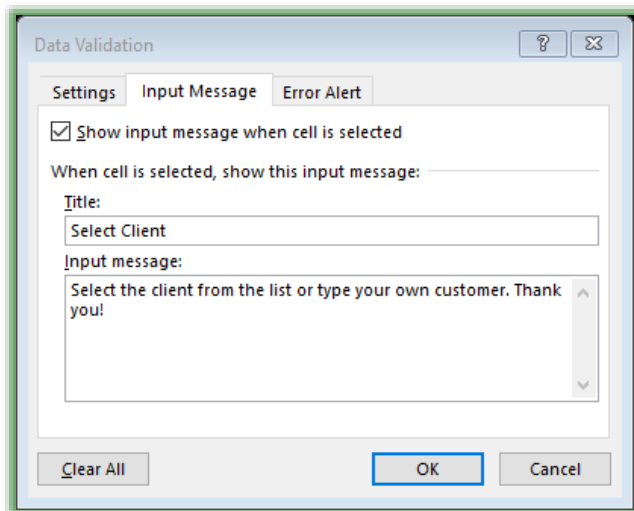 Data Validation
Settings Input Message Error Alert
Show input message when cell is selected
When cell is selected, show this input message:
Title:
Select Client
Input message:
Select the client from the list or type your own customer. Thank
you!
Clear All OK Cancel